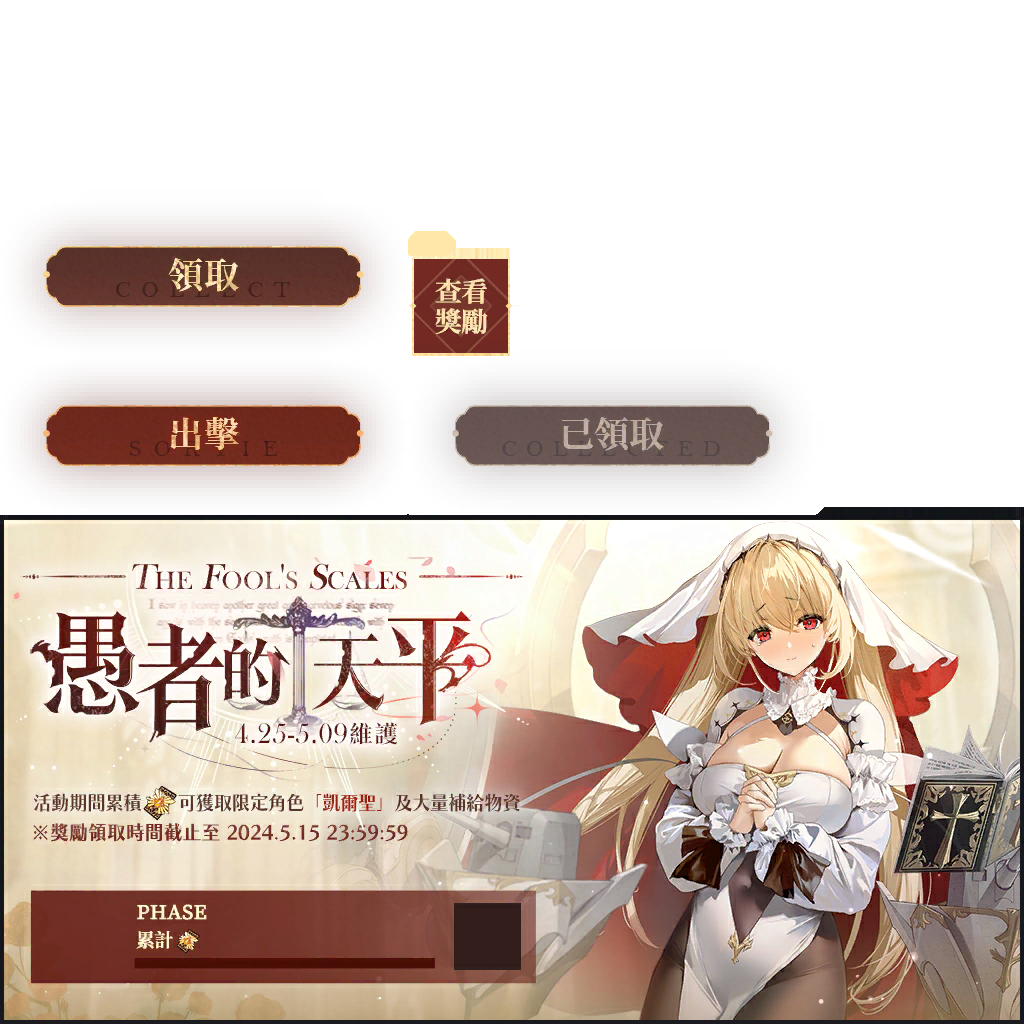 領取
COLLECT
查看
獎勵
出擊
SORTIE
已領取
COLLECTED
THE FOOL'S SCALES
愚者的天平
4.25-5.09維護
活動期間累積可獲取限定角色「凱爾聖」及大量補給物資
※獎勵領取時間截止至 2024.5.15 23:59:59
PHASE
累計